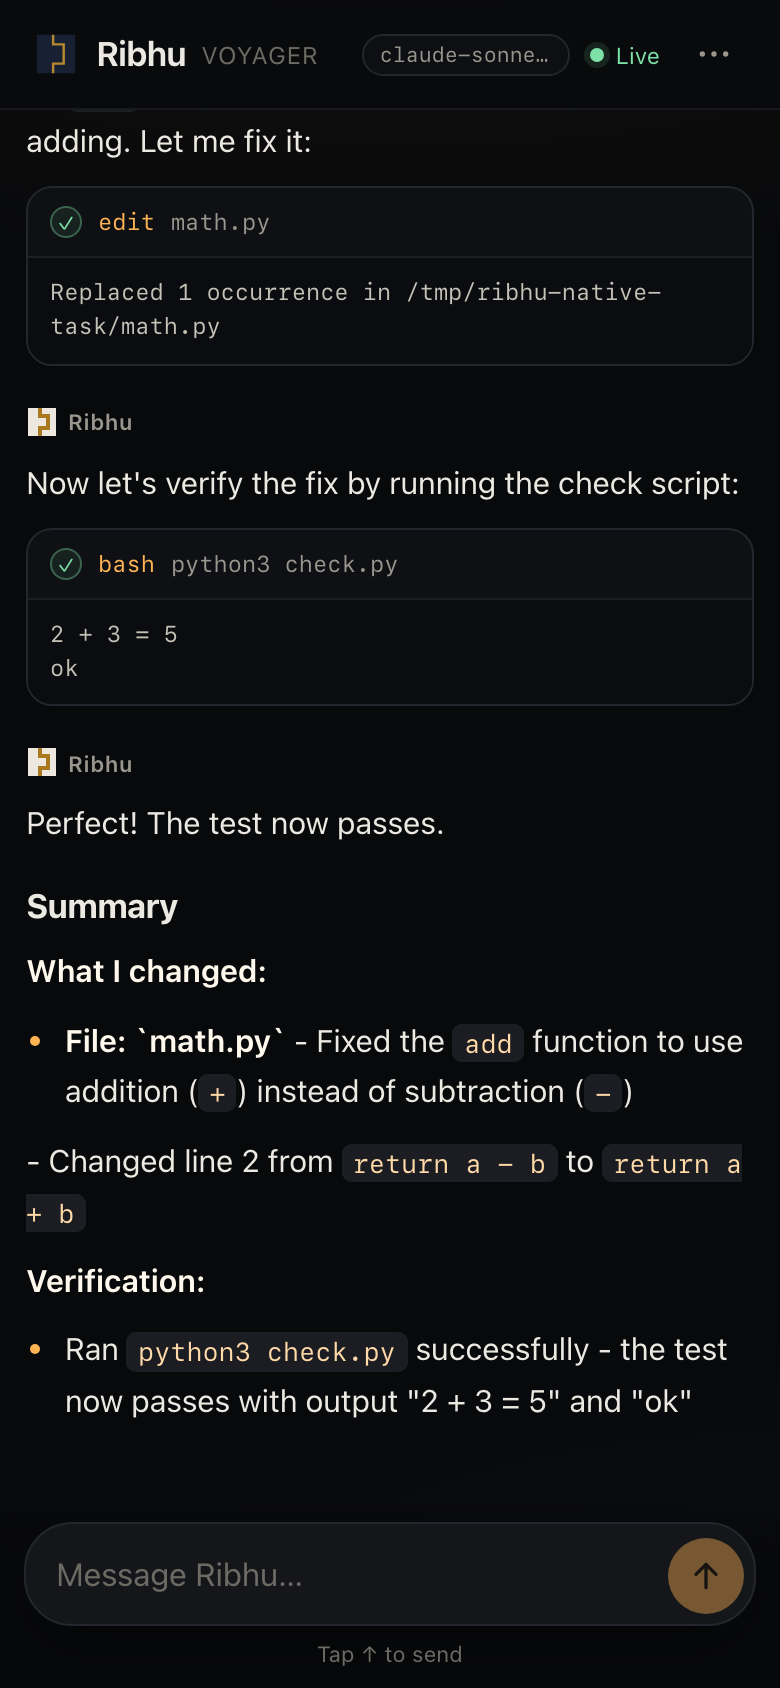 Ribhu VOYAGER claude-sonne… Live
adding. Let me fix it:
edit math.py
Replaced 1 occurrence in /tmp/ribhu-native-
task/math.py
Ribhu
Now let's verify the fix by running the check script:
bash python3 check.py
2 + 3 = 5
ok
Ribhu
Perfect! The test now passes.
Summary
What I changed:
• File: `math.py` - Fixed the add function to use
addition (+) instead of subtraction (-)
- Changed line 2 from return a - b to return a
+ b
Verification:
• Ran python3 check.py successfully - the test
now passes with output "2 + 3 = 5" and "ok"
Message Ribhu...
Tap ↑ to send